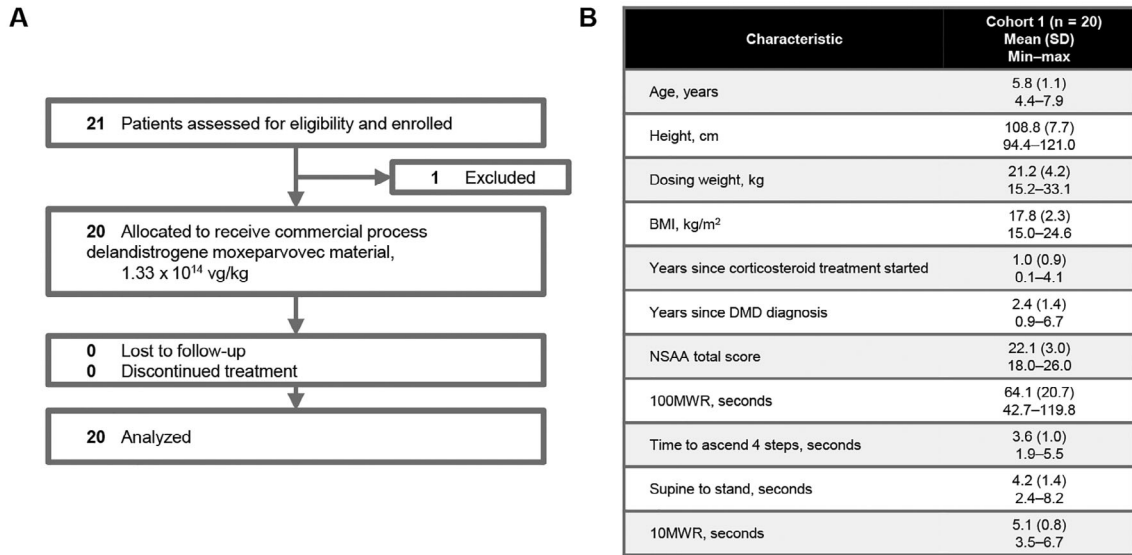 A
21 Patients assessed for eligibility and enrolled
1 Excluded
20 Allocated to receive commercial process
delandistrogene moxeparvovec material,
1.33 x 10¹⁴ vg/kg
0 Lost to follow-up
0 Discontinued treatment
20 Analyzed
B
Characteristic
Cohort 1 (n = 20)
Mean (SD)
Min–max
Age, years
5.8 (1.1)
4.4–7.9
Height, cm
108.8 (7.7)
94.4–121.0
Dosing weight, kg
21.2 (4.2)
15.2–33.1
BMI, kg/m²
17.8 (2.3)
15.0–24.6
Years since corticosteroid treatment started
1.0 (0.9)
0.1–4.1
Years since DMD diagnosis
2.4 (1.4)
0.9–6.7
NSAA total score
22.1 (3.0)
18.0–26.0
100MWR, seconds
64.1 (20.7)
42.7–119.8
Time to ascend 4 steps, seconds
3.6 (1.0)
1.9–5.5
Supine to stand, seconds
4.2 (1.4)
2.4–8.2
10MWR, seconds
5.1 (0.8)
3.5–6.7